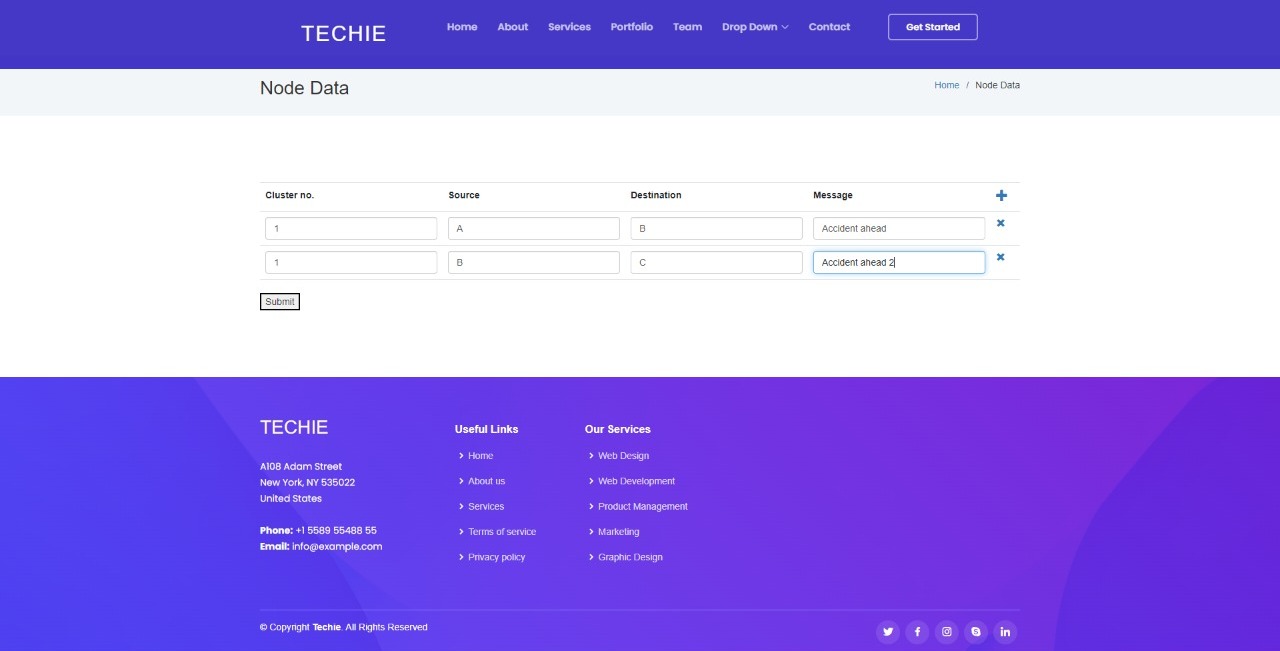 TECHIE
Home About Services Portfolio Team Drop Down Contact Get Started
Node Data
Home / Node Data
Cluster no. Source Destination Message
1 A B Accident ahead
1 B C Accident ahead 2
Submit
TECHIE
A108 Adam Street
New York, NY 535022
United States
Phone: +1 5589 55488 55
Email: info@example.com
Useful Links
Home
About us
Services
Terms of service
Privacy policy
Our Services
Web Design
Web Development
Product Management
Marketing
Graphic Design
© Copyright Techie. All Rights Reserved